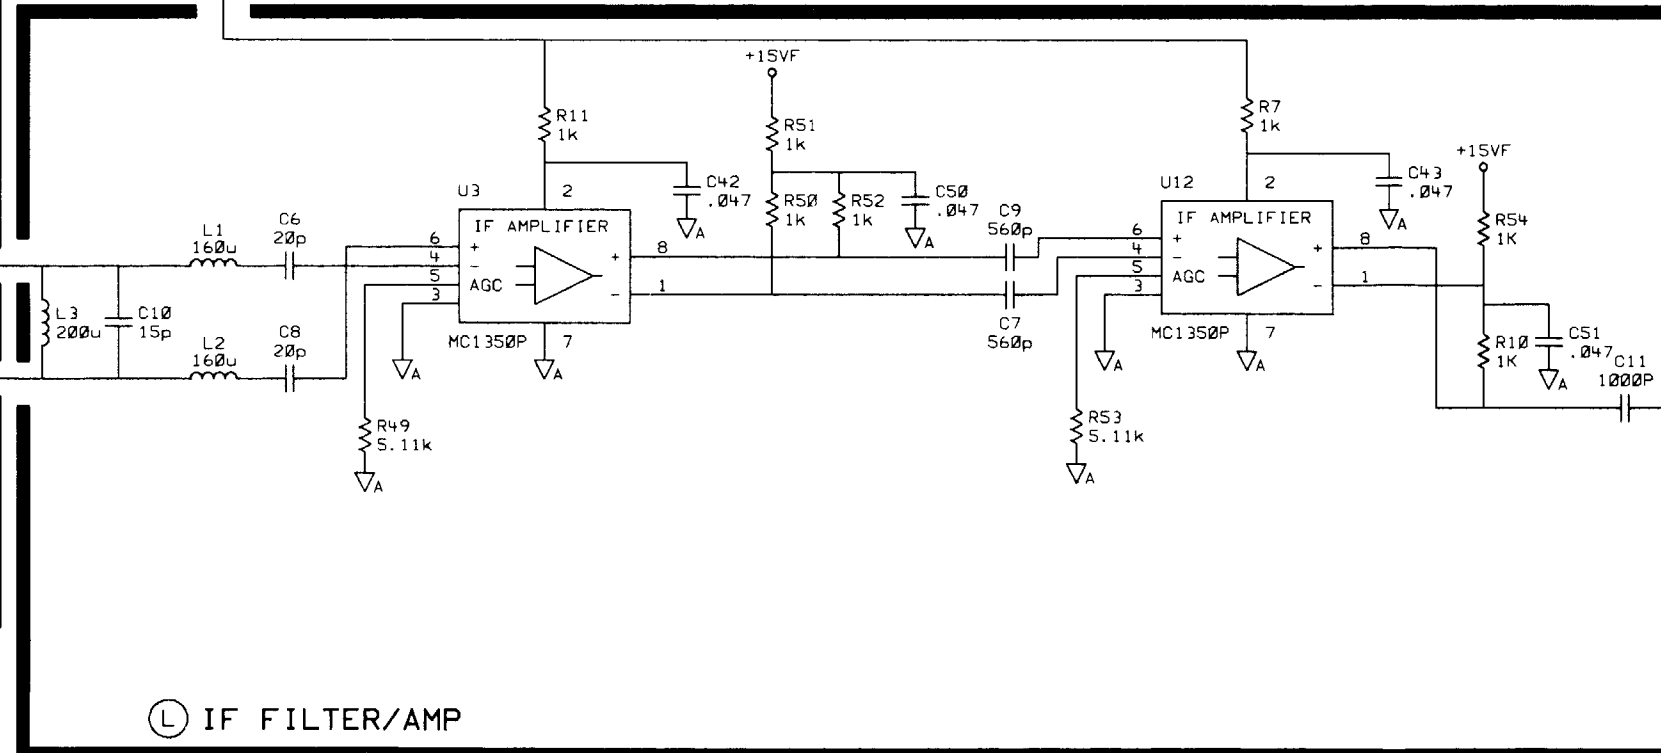 +15VF
R11
1k
R51
1k
R7
1k
+15VF
U3
2
C42
.047
A
R50
1k
R52
1k
C50
.047
A
U12
2
C43
.047
A
L1
160u
C6
20p
IF AMPLIFIER
6
+
4
-
5
AGC
3
+
8
-
1
C9
560p
IF AMPLIFIER
6
+
4
-
5
AGC
3
+
8
-
1
R54
1K
L3
200u
C10
15p
L2
160u
C8
20p
MC1350P
7
A
A
C7
560p
MC1350P
7
A
A
R10
1K
C51
.047
A
C11
1000P
R49
5.11k
A
R53
5.11k
A
L IF FILTER/AMP